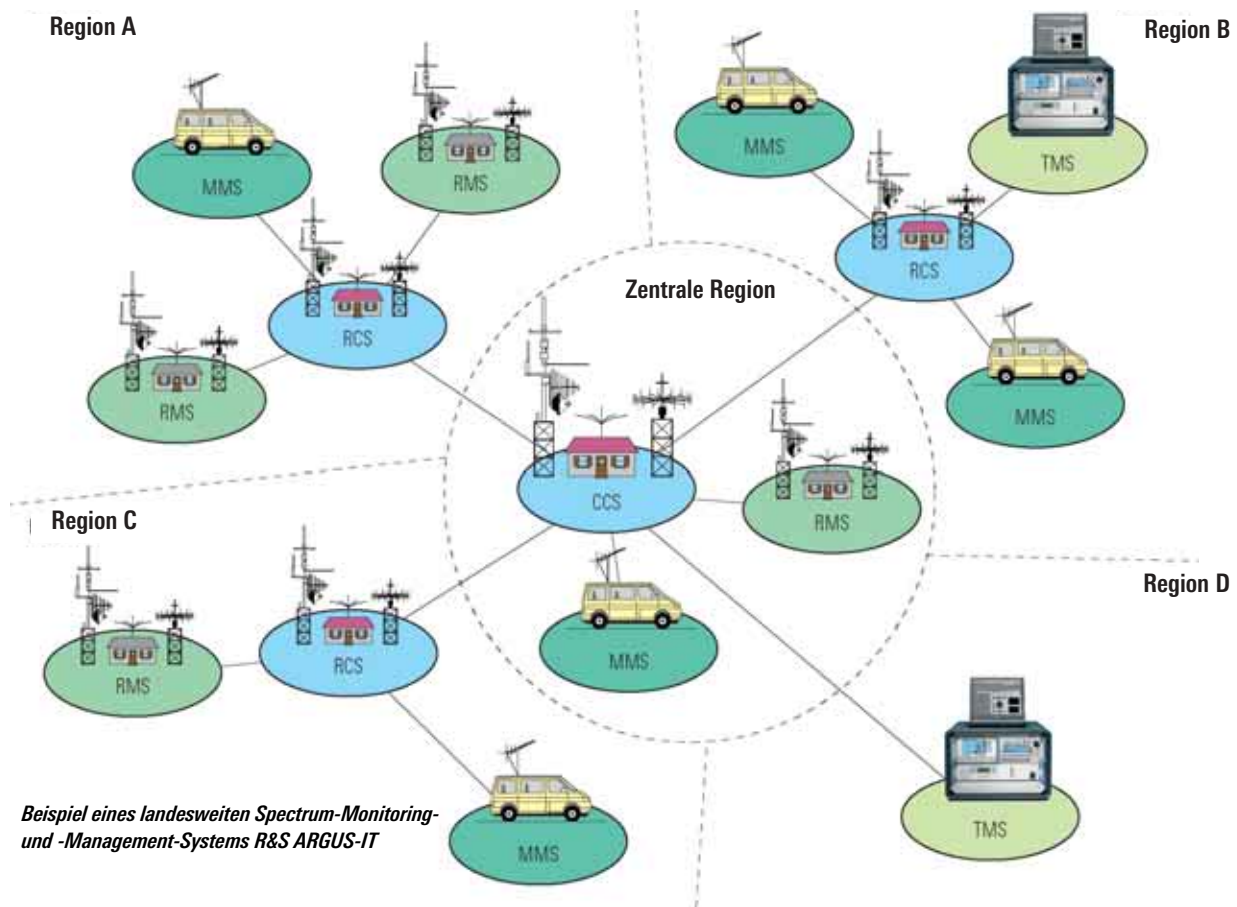 Region A
Region B
MMS
RMS
MMS
TMS
RCS
RCS
Zentrale Region
RMS
MMS
CCS
RMS
Region C
Region D
RCS
RMS
MMS
TMS
MMS
Beispiel eines landesweiten Spectrum-Monitoring-
und -Management-Systems R&S ARGUS-IT